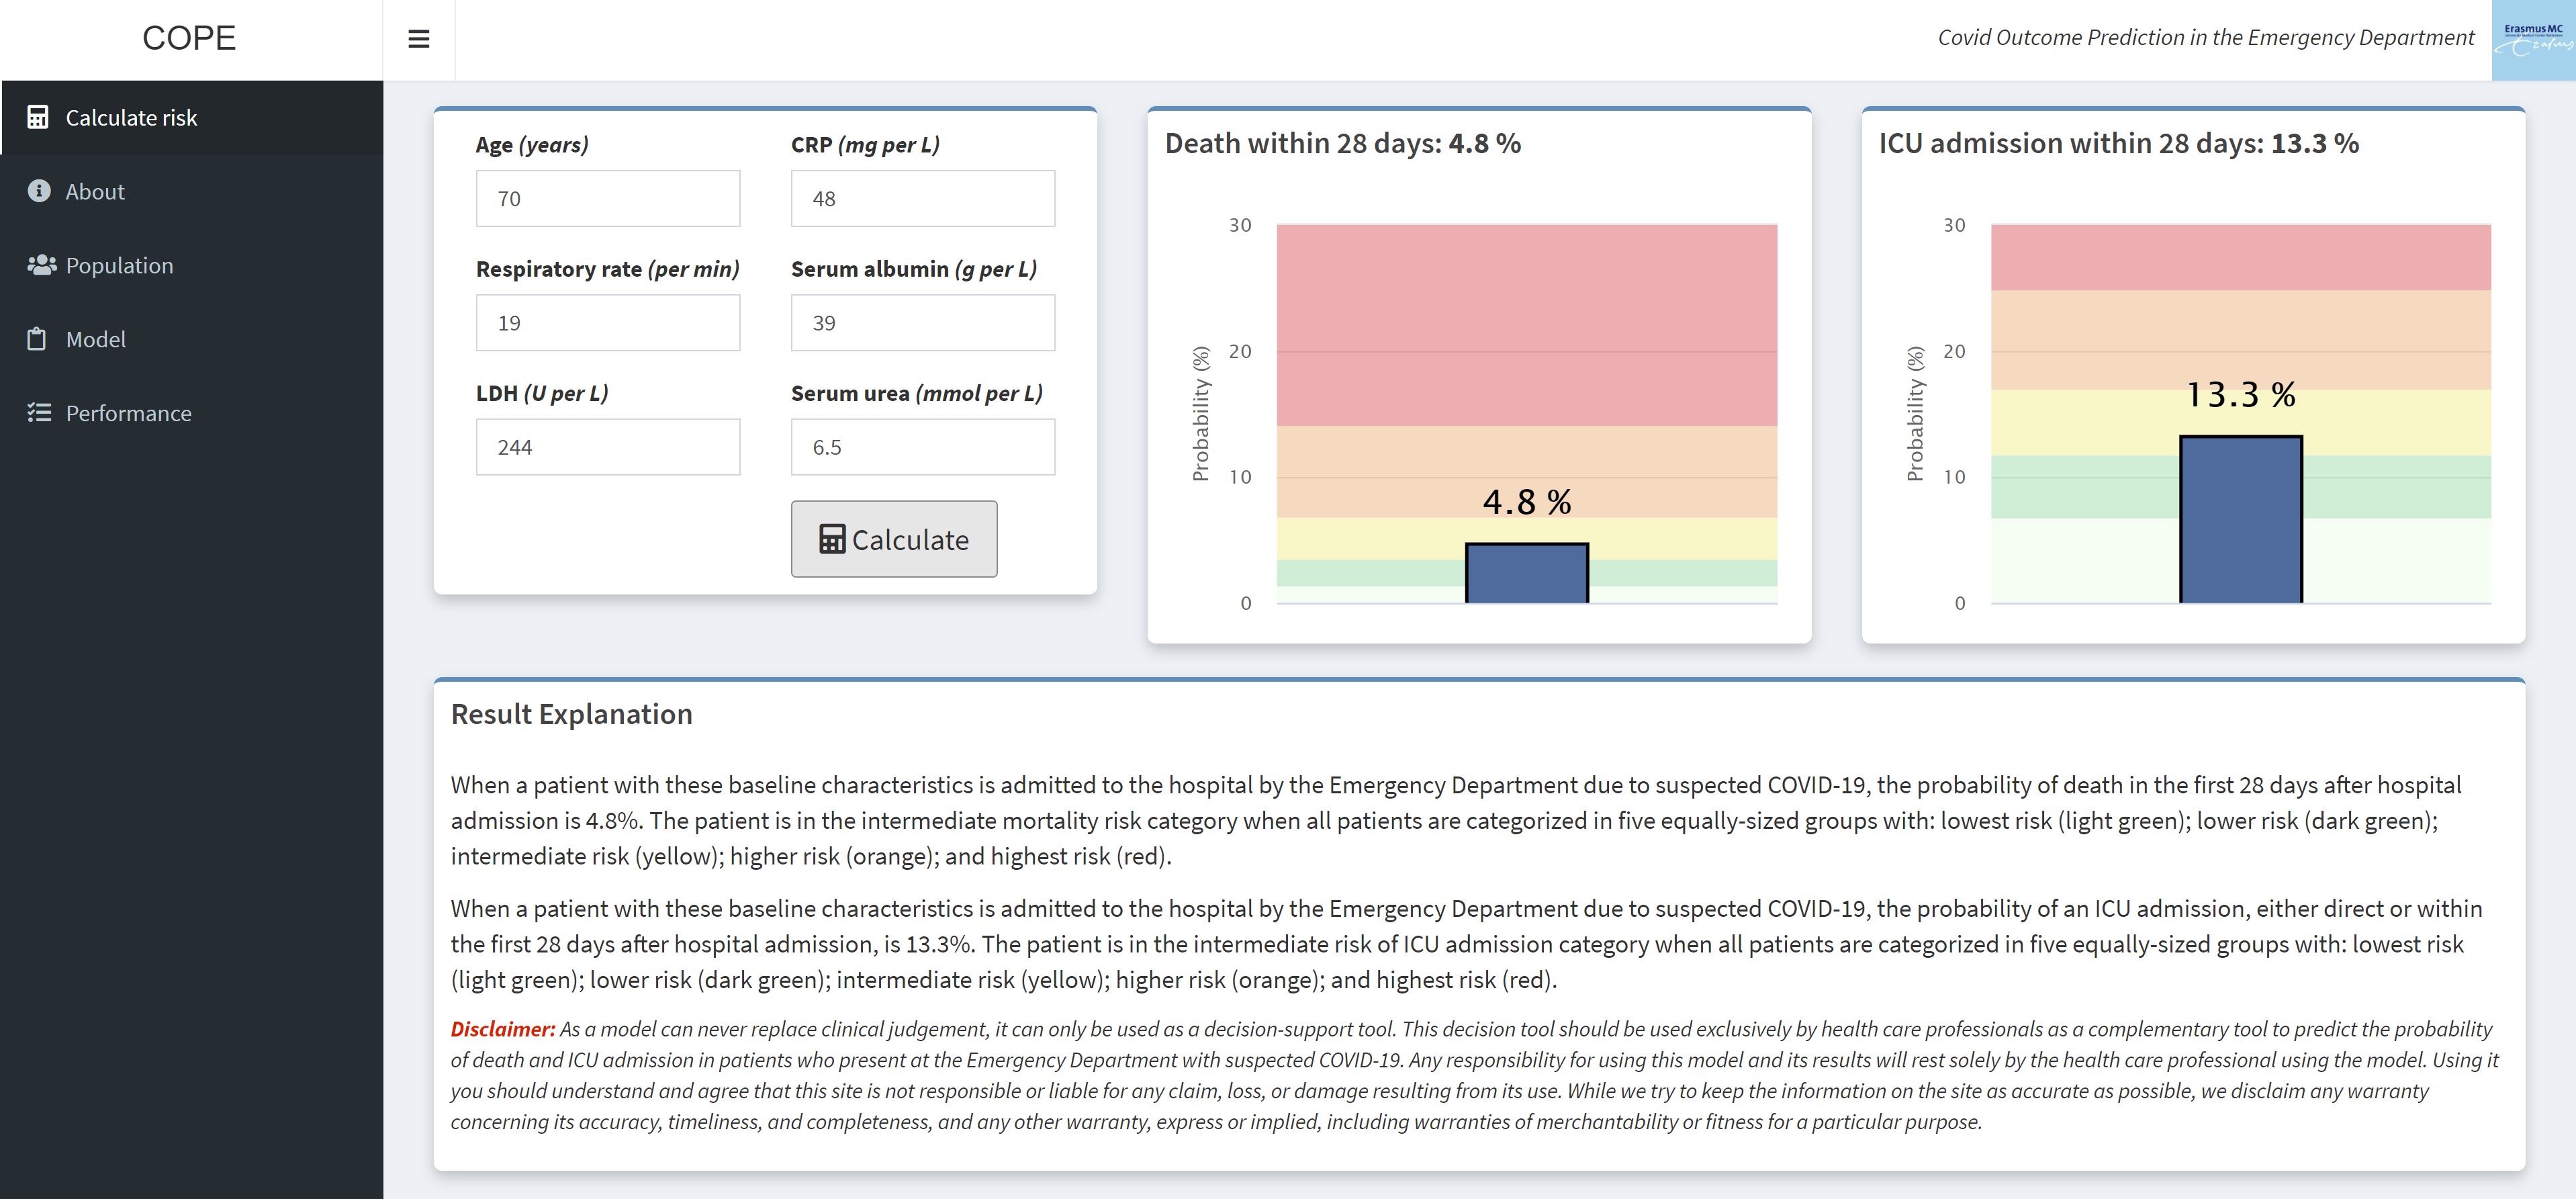 COPE
Covid Outcome Prediction in the Emergency Department
Erasmus MC
Calculate risk
About
Population
Model
Performance
Age (years)
CRP (mg per L)
70
48
Respiratory rate (per min)
Serum albumin (g per L)
19
39
LDH (U per L)
Serum urea (mmol per L)
244
6.5
Calculate
Death within 28 days: 4.8 %
30
20
10
0
Probability (%)
4.8 %
ICU admission within 28 days: 13.3 %
30
20
10
0
Probability (%)
13.3 %
Result Explanation
When a patient with these baseline characteristics is admitted to the hospital by the Emergency Department due to suspected COVID-19, the probability of death in the first 28 days after hospital
admission is 4.8%. The patient is in the intermediate mortality risk category when all patients are categorized in five equally-sized groups with: lowest risk (light green); lower risk (dark green);
intermediate risk (yellow); higher risk (orange); and highest risk (red).
When a patient with these baseline characteristics is admitted to the hospital by the Emergency Department due to suspected COVID-19, the probability of an ICU admission, either direct or within
the first 28 days after hospital admission, is 13.3%. The patient is in the intermediate risk of ICU admission category when all patients are categorized in five equally-sized groups with: lowest risk
(light green); lower risk (dark green); intermediate risk (yellow); higher risk (orange); and highest risk (red).
Disclaimer: As a model can never replace clinical judgement, it can only be used as a decision-support tool. This decision tool should be used exclusively by health care professionals as a complementary tool to predict the probability
of death and ICU admission in patients who present at the Emergency Department with suspected COVID-19. Any responsibility for using this model and its results will rest solely by the health care professional using the model. Using it
you should understand and agree that this site is not responsible or liable for any claim, loss, or damage resulting from its use. While we try to keep the information on the site as accurate as possible, we disclaim any warranty
concerning its accuracy, timeliness, and completeness, and any other warranty, express or implied, including warranties of merchantability or fitness for a particular purpose.